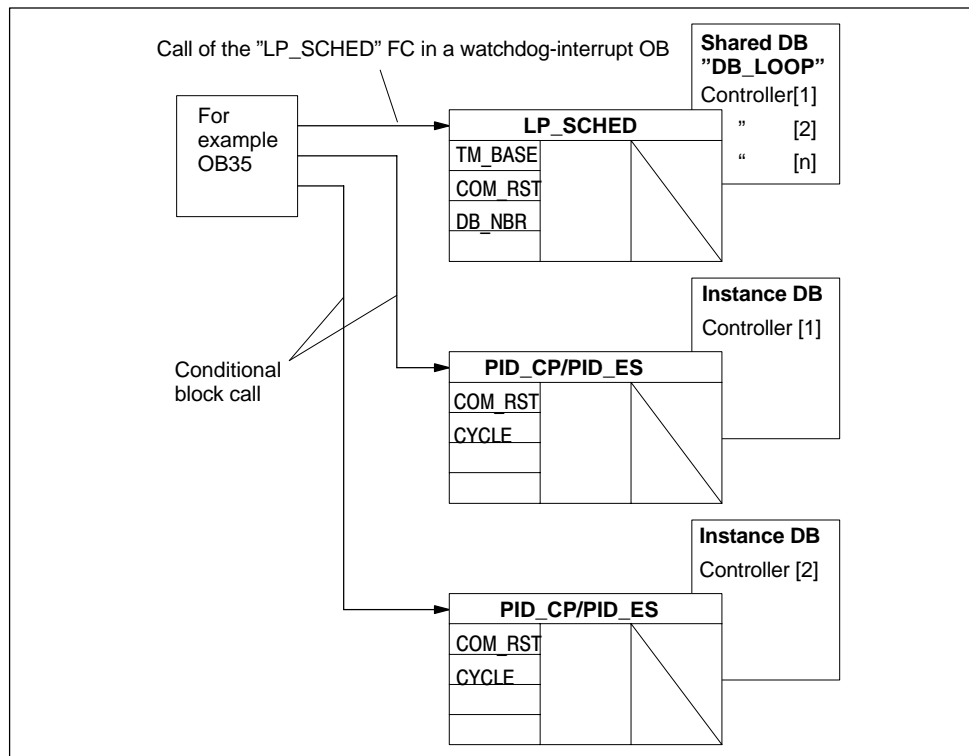 Call of the ”LP_SCHED” FC in a watchdog-interrupt OB
Shared DB
”DB_LOOP”
Controller[1]
” [2]
“ [n]
For
example
OB35
LP_SCHED
TM_BASE
COM_RST
DB_NBR
Instance DB
Controller [1]
Conditional
block call
PID_CP/PID_ES
COM_RST
CYCLE
Instance DB
Controller [2]
PID_CP/PID_ES
COM_RST
CYCLE